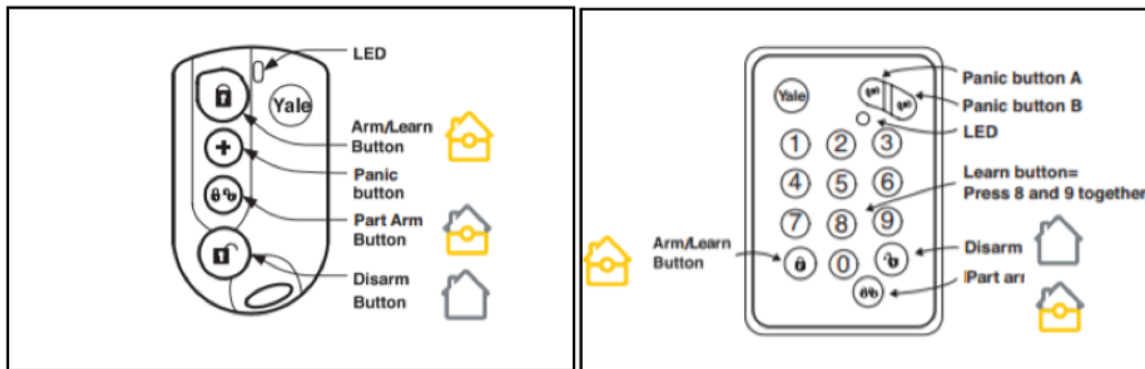 LED
Yale
Arm/Learn
Button
Panic
button
Part Arm
Button
Disarm
Button
Yale
Panic button A
Panic button B
LED
1 2 3
4 5 6
Learn button=
Press 8 and 9 together
7 8 9
Arm/Learn
Button
0
Disarm
Part arr